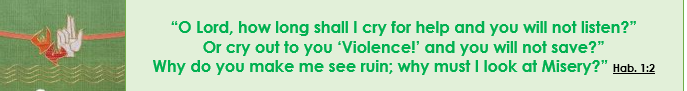 “O Lord, how long shall I cry for help and you will not listen?”
Or cry out to you ‘Violence!’ and you will not save?”
Why do you make me see ruin; why must I look at Misery?” Hab. 1:2